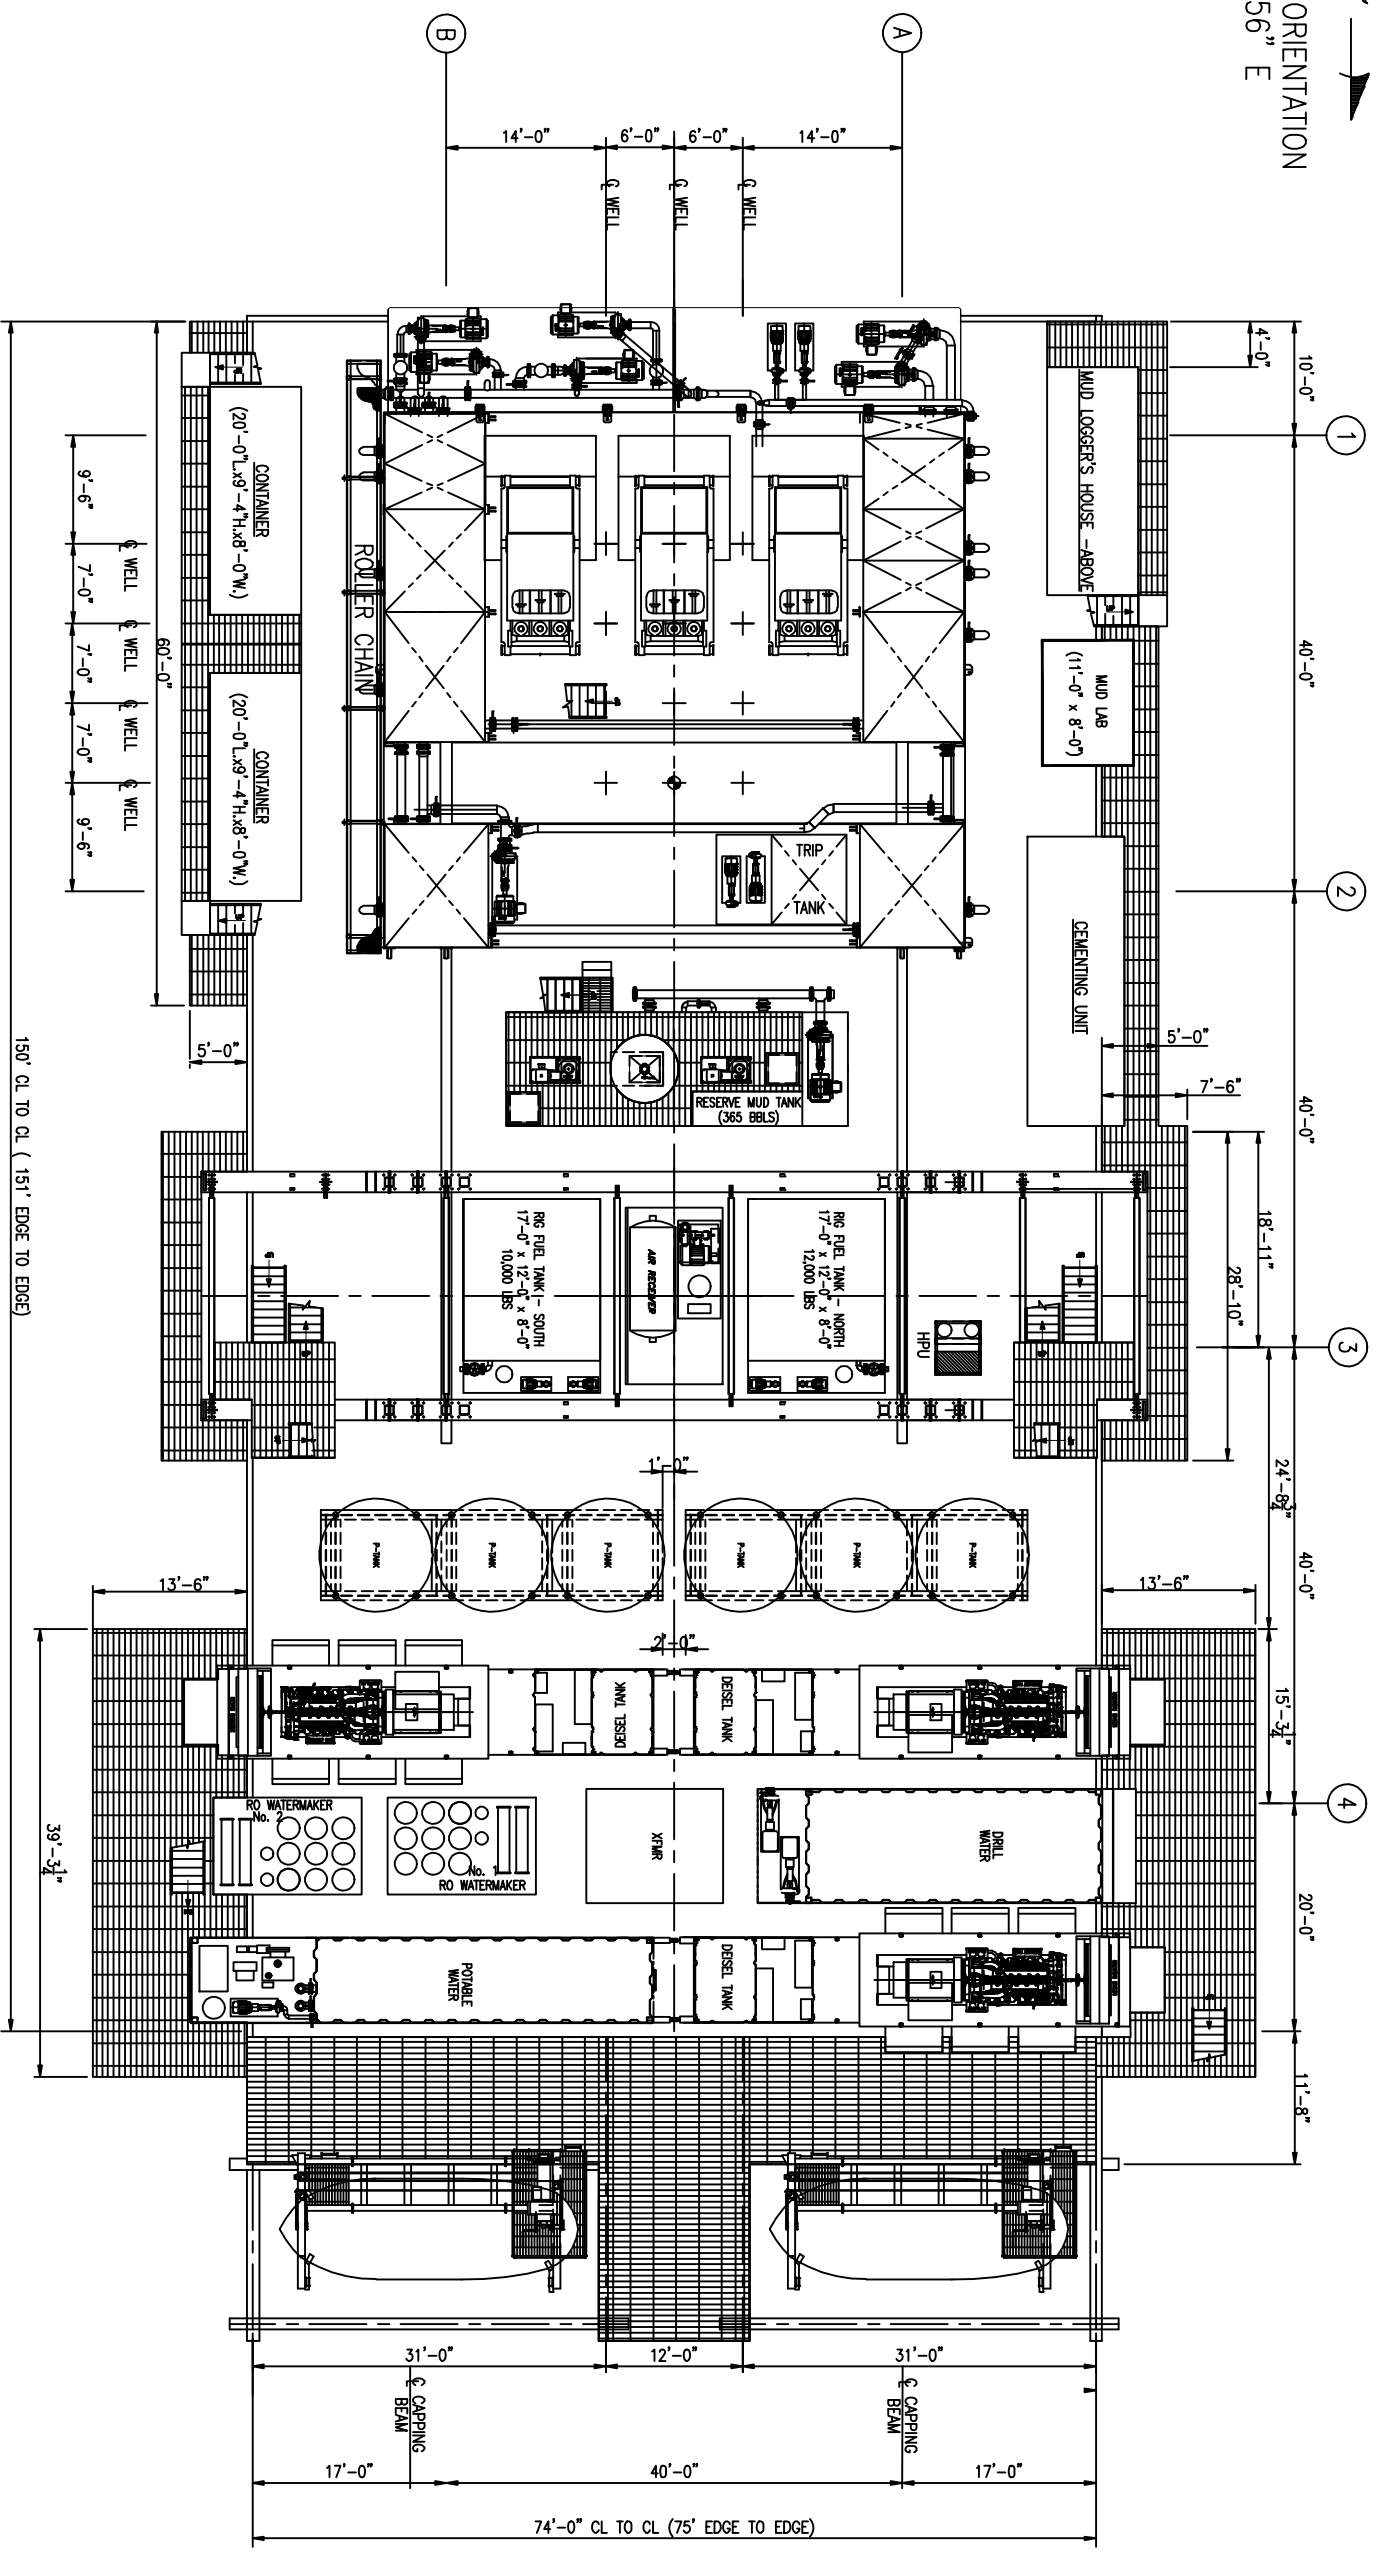 ORIENTATION
56" E
B
A
14'-0"
6'-0"
6'-0"
14'-0"
℄ WELL
℄ WELL
℄ WELL
4'-0"
10'-0"
1
MUD LOGGER'S HOUSE -ABOVE
40'-0"
MUD LAB
(11'-0" x 8'-0")
2
CEMENTING UNIT
5'-0"
7'-6"
40'-0"
18'-11"
28'-10"
3
CONTAINER
(20'-0"L.x9'-4"H.x8'-0"W.)
CONTAINER
(20'-0"L.x9'-4"H.x8'-0"W.)
9'-6"
℄ WELL
7'-0"
℄ WELL
7'-0"
℄ WELL
7'-0"
℄ WELL
9'-6"
60'-0"
ROLLER CHAIN
5'-0"
150' CL TO CL ( 151' EDGE TO EDGE)
TRIP
TANK
RESERVE MUD TANK
(365 BBLS)
RIG FUEL TANK - SOUTH
17'-0" x 12'-0" x 8'-0"
10,000 LBS
AIR RECEIVER
RIG FUEL TANK - NORTH
17'-0" x 12'-0" x 8'-0"
12,000 LBS
HPU
1'-0"
24'-8 3/4"
40'-0"
P-TANK
P-TANK
P-TANK
P-TANK
P-TANK
P-TANK
13'-6"
13'-6"
2'-0"
DEISEL TANK
DEISEL TANK
15'-3 1/4"
4
RO WATERMAKER
No. 2
No. 1
RO WATERMAKER
XFMR
DRILL
WATER
39'-3 1/4"
20'-0"
POTABLE
WATER
DEISEL TANK
11'-8"
31'-0"
12'-0"
31'-0"
℄ CAPPING
BEAM
℄ CAPPING
BEAM
17'-0"
40'-0"
17'-0"
74'-0" CL TO CL (75' EDGE TO EDGE)